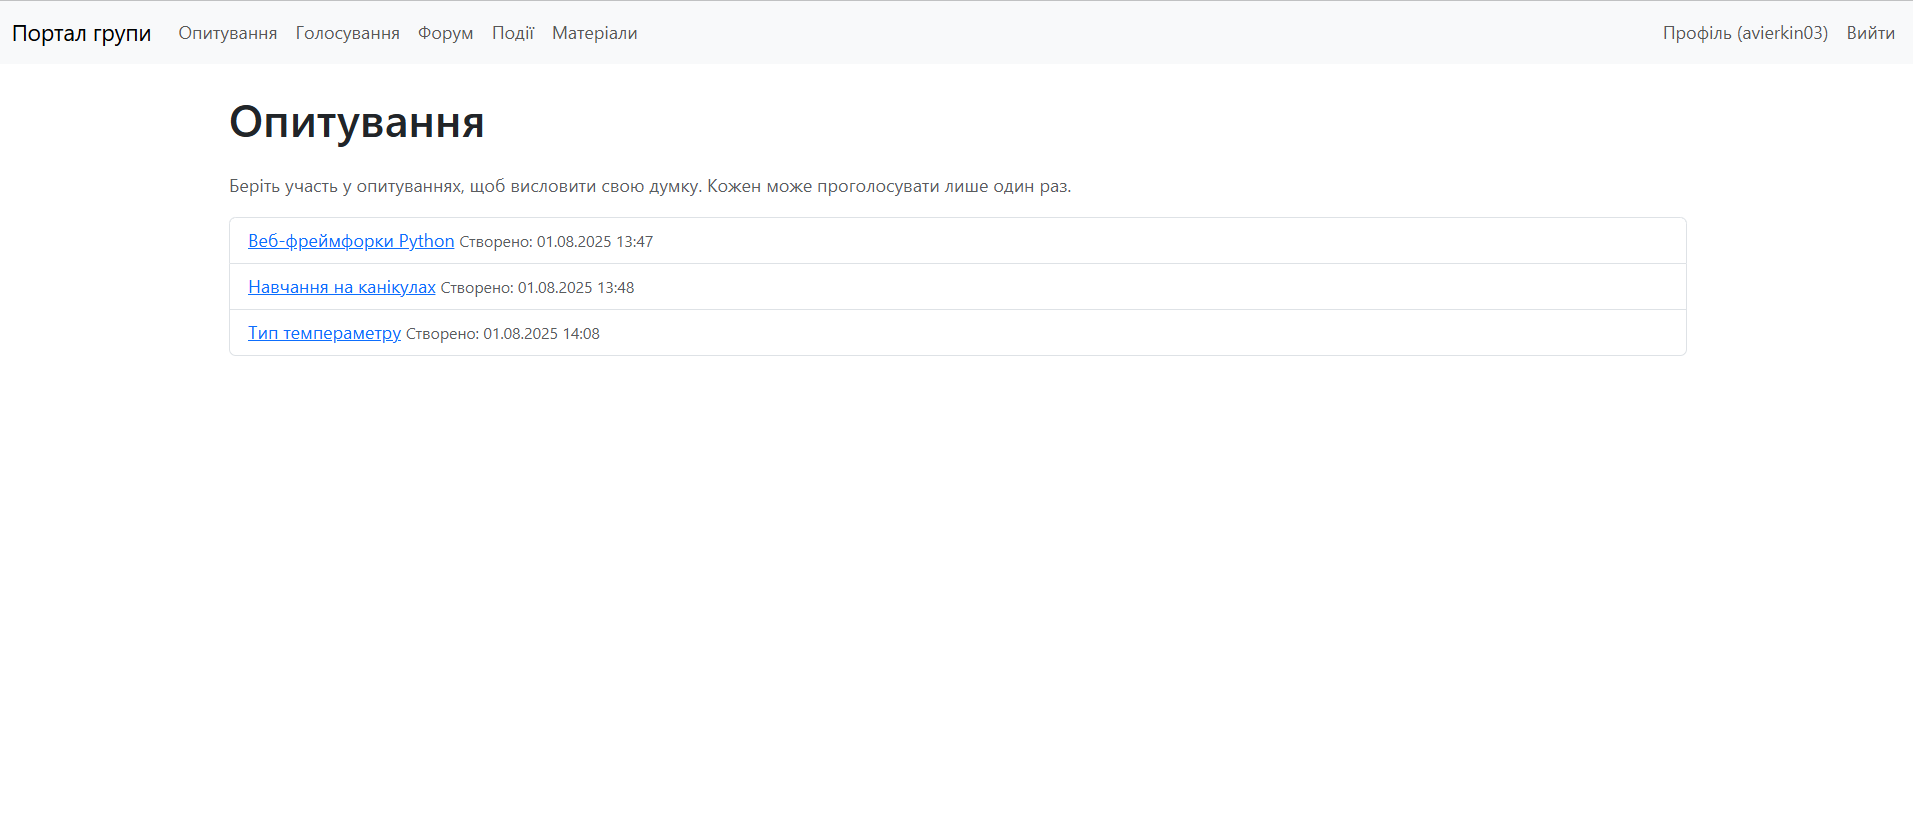 Портал групи Опитування Голосування Форум Події Матеріали Профіль (avierkin03) Вийти
Опитування
Беріть участь у опитуваннях, щоб висловити свою думку. Кожен може проголосувати лише один раз.
Веб-фреймфорки Python Створено: 01.08.2025 13:47
Навчання на канікулах Створено: 01.08.2025 13:48
Тип темпераметру Створено: 01.08.2025 14:08